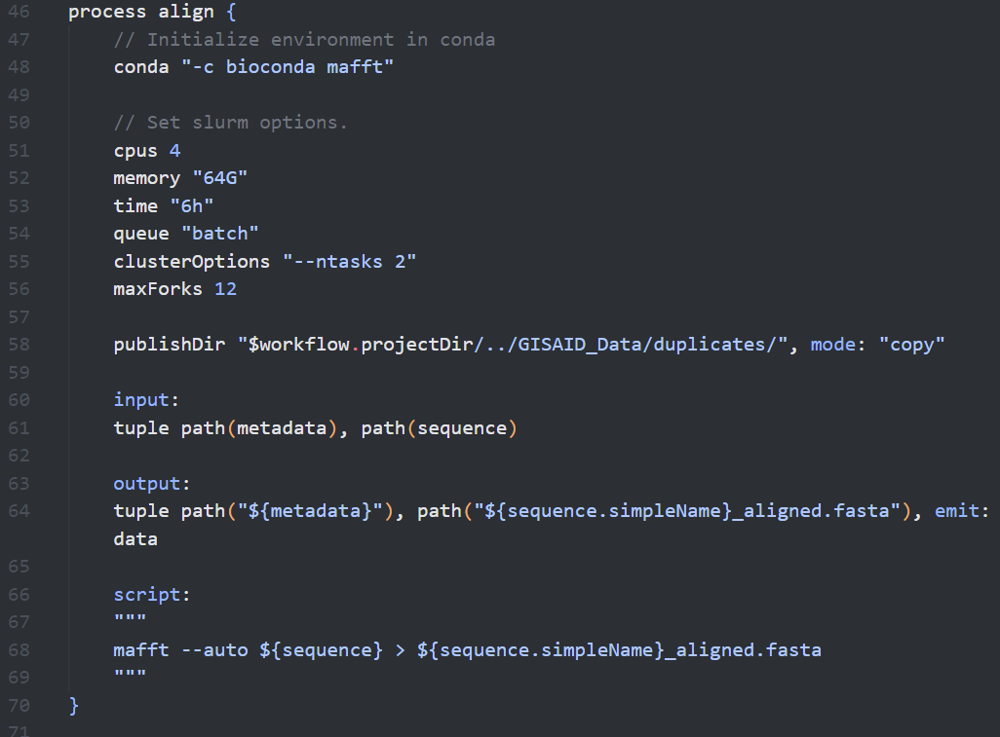 46 process align {
47 // Initialize environment in conda
48 conda "-c bioconda mafft"
49
50 // Set slurm options.
51 cpus 4
52 memory "64G"
53 time "6h"
54 queue "batch"
55 clusterOptions "--ntasks 2"
56 maxForks 12
57
58 publishDir "$workflow.projectDir/../GISAID_Data/duplicates/", mode: "copy"
59
60 input:
61 tuple path(metadata), path(sequence)
62
63 output:
64 tuple path("${metadata}"), path("${sequence.simpleName}_aligned.fasta"), emit:
data
65
66 script:
67 """
68 mafft --auto ${sequence} > ${sequence.simpleName}_aligned.fasta
69 """
70 }
71